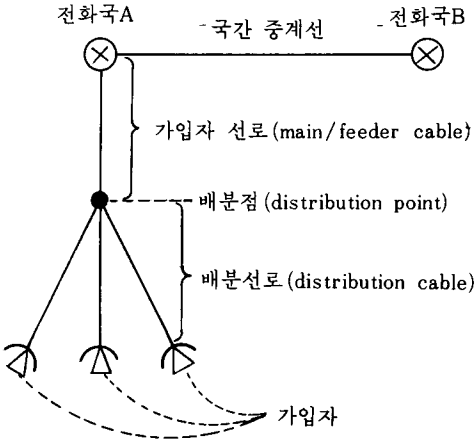 전화국A
국간 중계선
전화국B
가입자 선로(main/feeder cable)
배분점(distribution point)
배분선로(distribution cable)
가입자